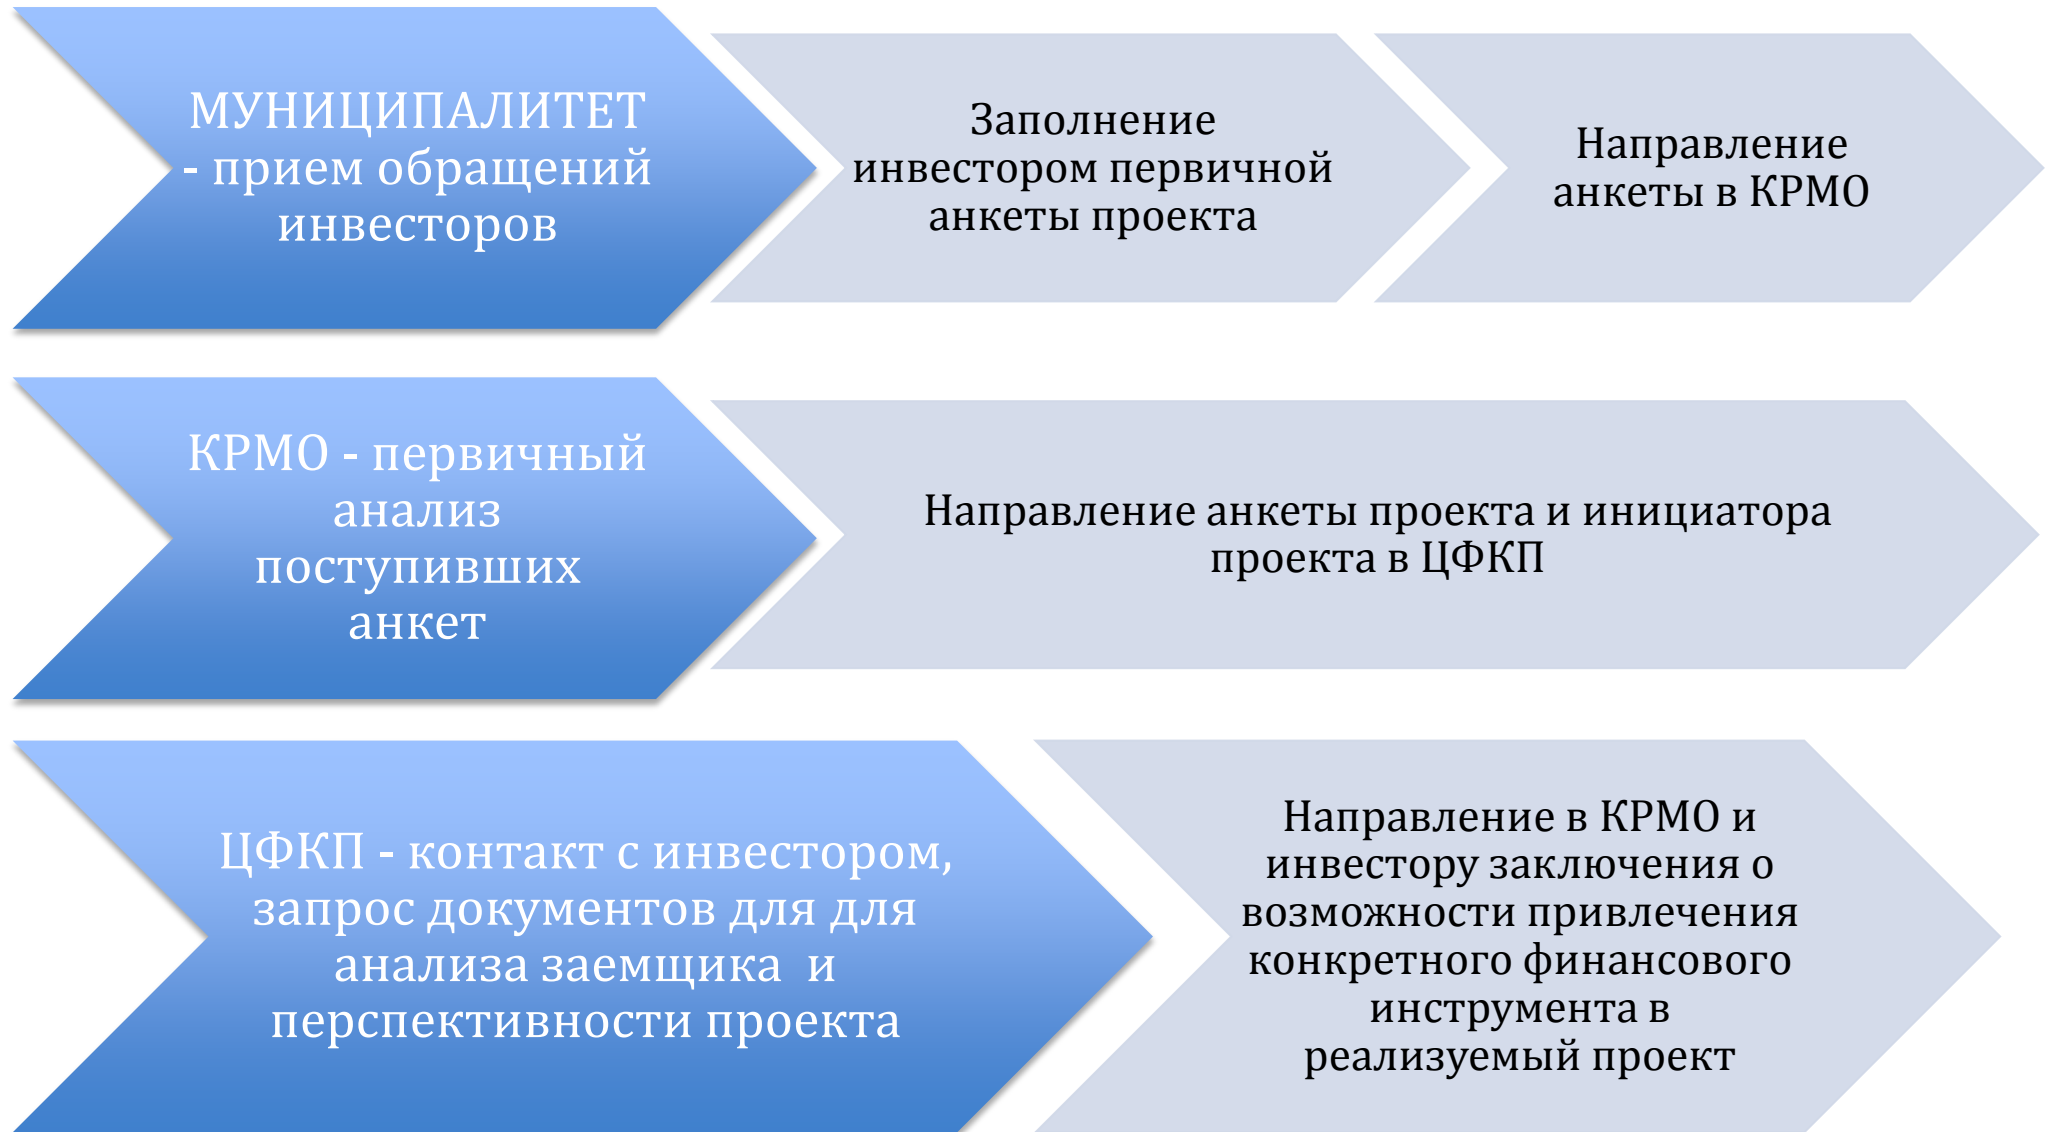 МУНИЦИПАЛИТЕТ
- прием обращений
инвесторов
Заполнение
инвестором первичной
анкеты проекта
Направление
анкеты в КРМО
КРМО - первичный
анализ
поступивших
анкет
Направление анкеты проекта и инициатора
проекта в ЦФКП
ЦФКП - контакт с инвестором,
запрос документов для для
анализа заемщика  и
перспективности проекта
Направление в КРМО и
инвестору заключения о
возможности привлечения
конкретного финансового
инструмента в
реализуемый проект